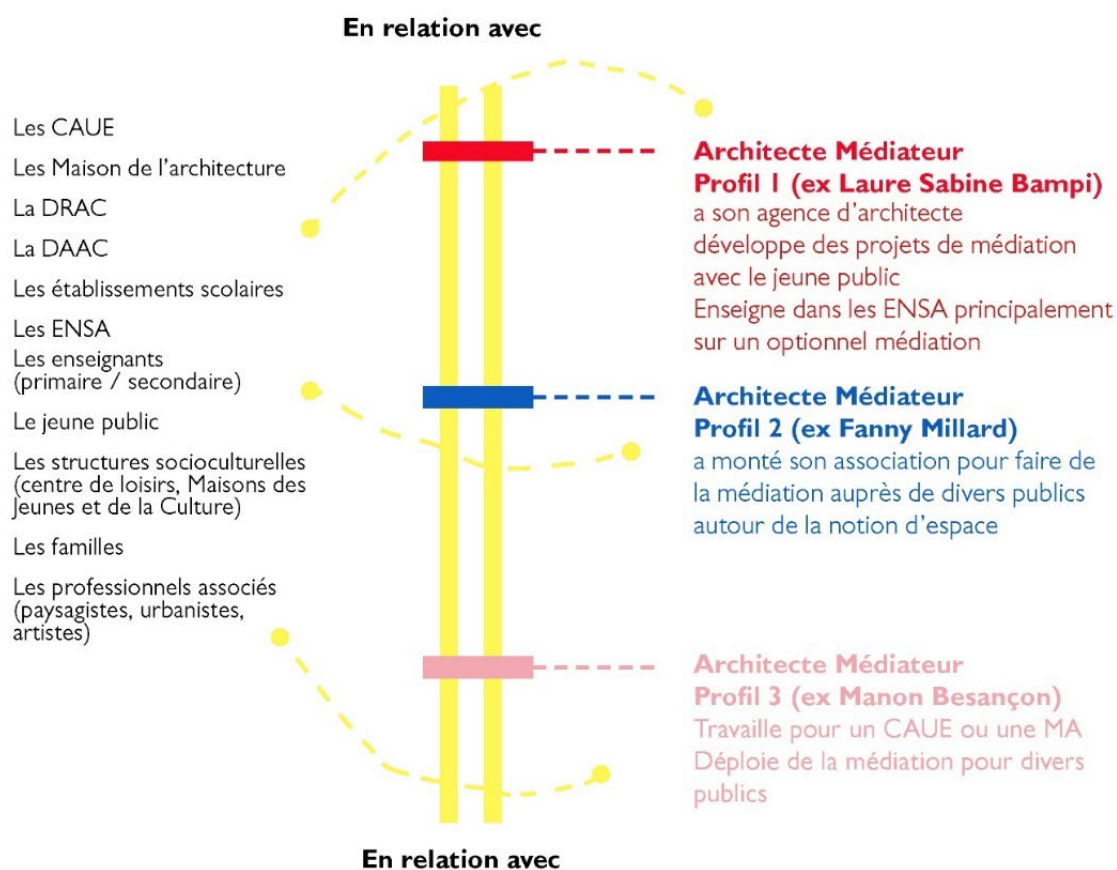 En relation avec
Les CAUE
Les Maison de l'architecture
La DRAC
La DAAC
Les établissements scolaires
Les ENSA
Les enseignants
(primaire / secondaire)
Le jeune public
Les structures socioculturelles
(centre de loisirs, Maisons des
Jeunes et de la Culture)
Les familles
Les professionnels associés
(paysagistes, urbanistes,
artistes)
Architecte Médiateur
Profil 1 (ex Laure Sabine Bampi)
a son agence d'architecte
développe des projets de médiation
avec le jeune public
Enseigne dans les ENSA principalement
sur un optionnel médiation
Architecte Médiateur
Profil 2 (ex Fanny Millard)
a monté son association pour faire de
la médiation auprès de divers publics
autour de la notion d'espace
Architecte Médiateur
Profil 3 (ex Manon Besançon)
Travaille pour un CAUE ou une MA
Déploie de la médiation pour divers
publics
En relation avec